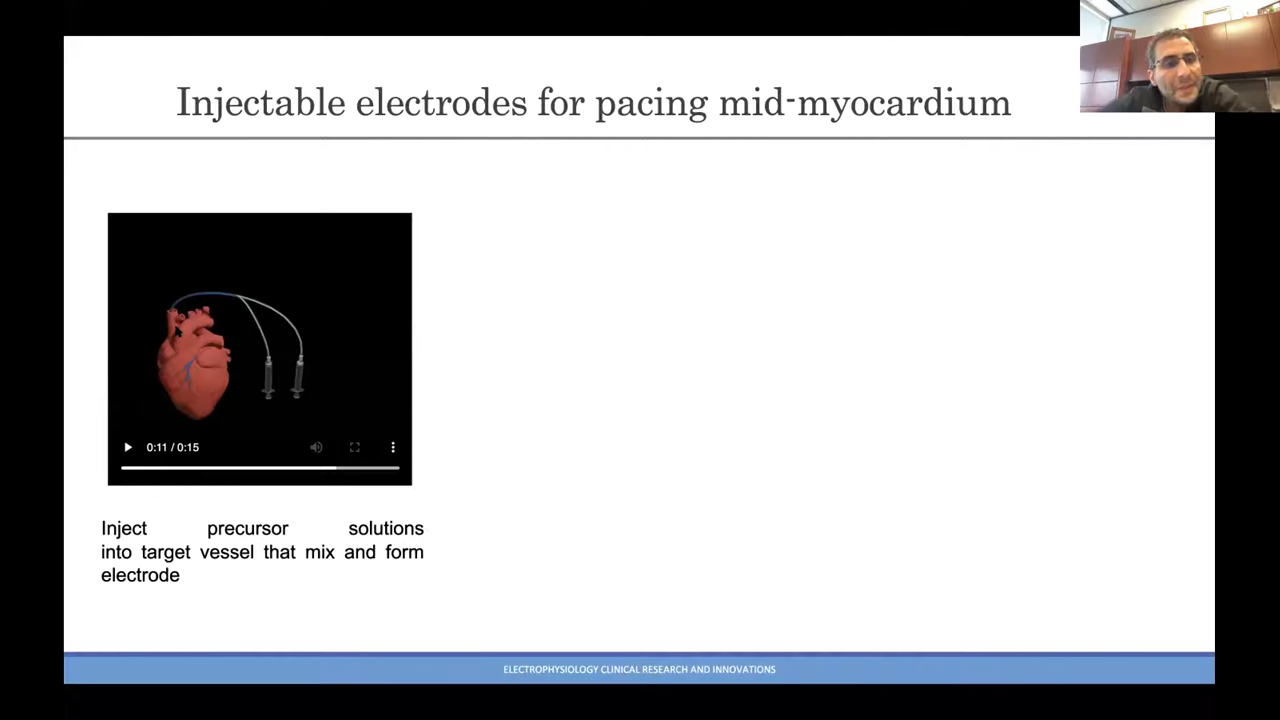 Injectable electrodes for pacing mid-myocardium
0:11 / 0:15
Inject precursor solutions
into target vessel that mix and form
electrode
ELECTROPHYSIOLOGY CLINICAL RESEARCH AND INNOVATIONS